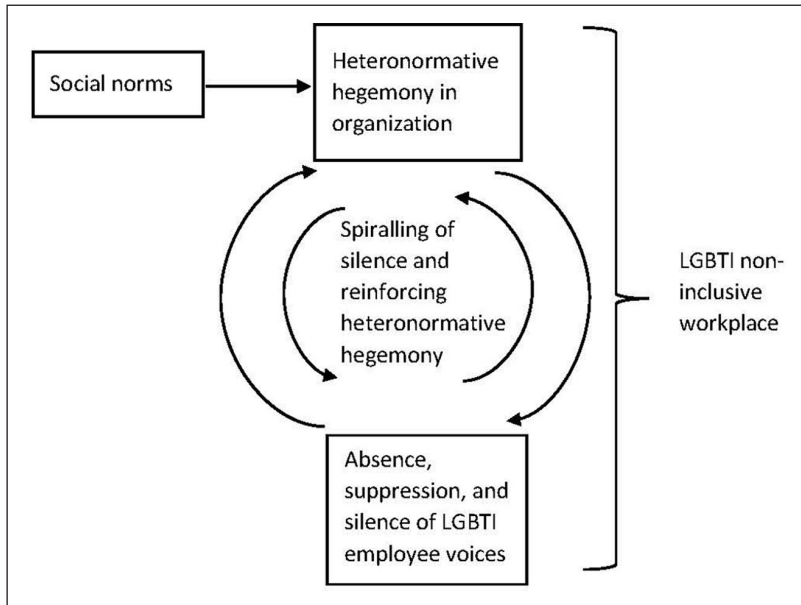 Social norms
Heteronormative
hegemony in
organization
Spiralling of
silence and
reinforcing
heteronormative
hegemony
LGBTI non-
inclusive
workplace
Absence,
suppression, and
silence of LGBTI
employee voices